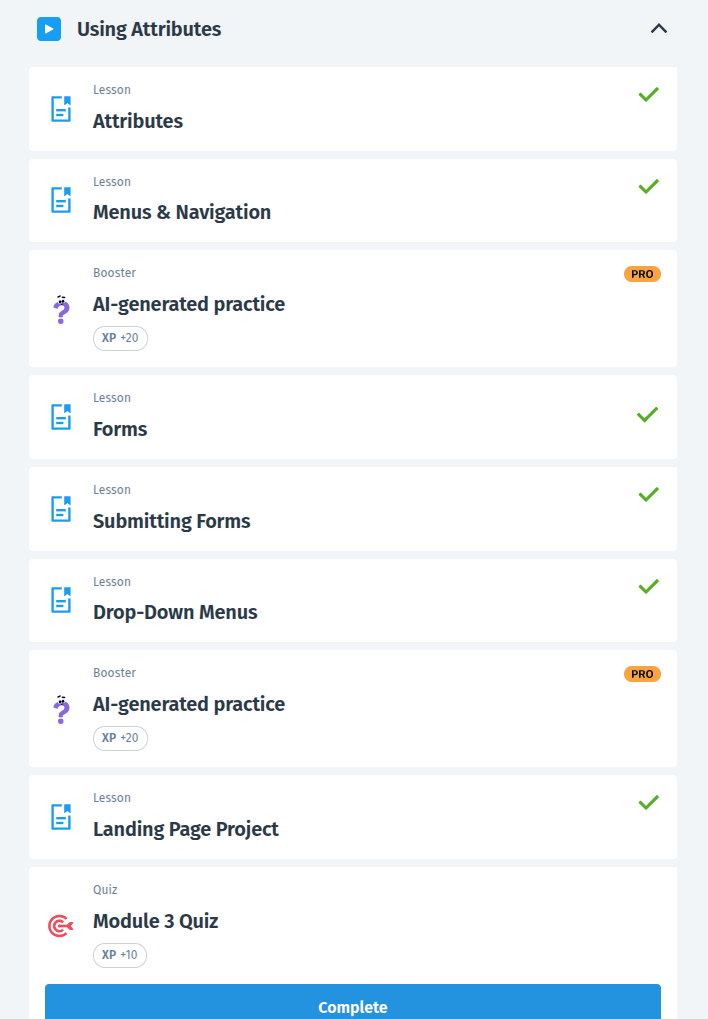 Using Attributes
Lesson
Attributes
Lesson
Menus & Navigation
Booster
PRO
AI-generated practice
XP +20
Lesson
Forms
Lesson
Submitting Forms
Lesson
Drop-Down Menus
Booster
PRO
AI-generated practice
XP +20
Lesson
Landing Page Project
Quiz
Module 3 Quiz
XP +10
Complete